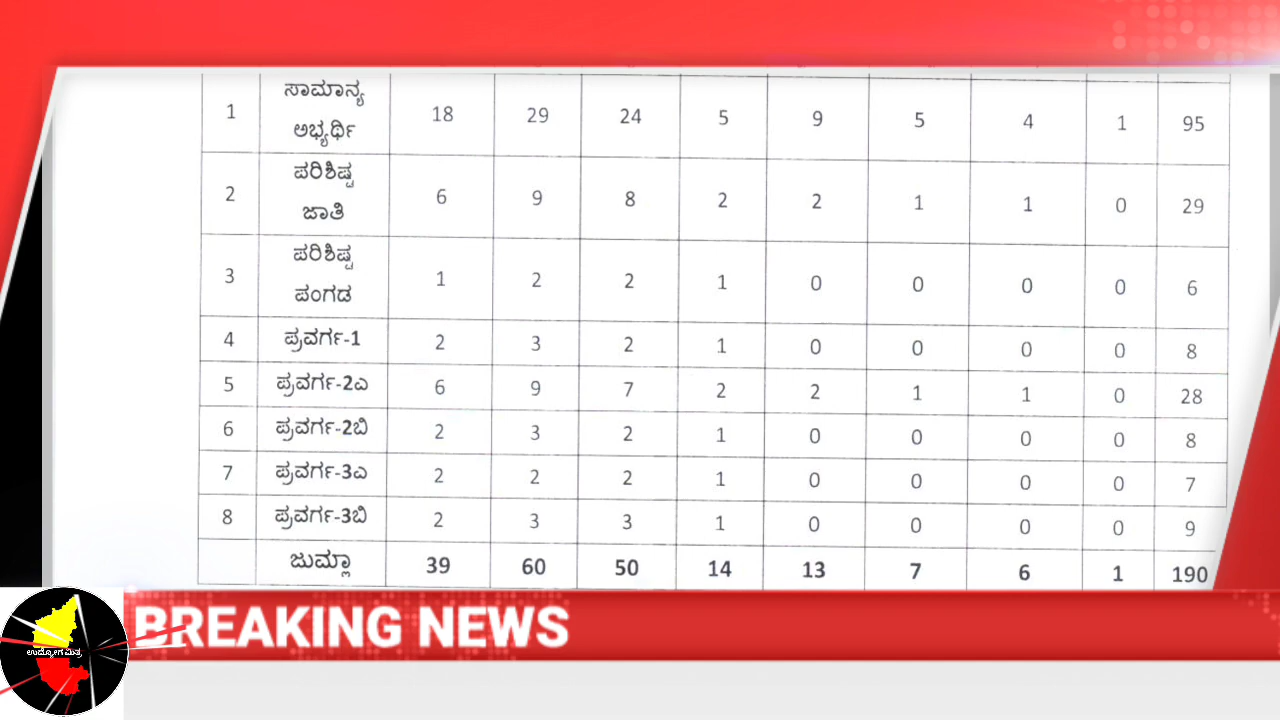 1 ಸಾಮಾನ್ಯ ಅಭ್ಯರ್ಥಿ 18 29 24 5 9 5 4 1 95
2 ಪರಿಶಿಷ್ಟ ಜಾತಿ 6 9 8 2 2 1 1 0 29
3 ಪರಿಶಿಷ್ಟ ಪಂಗಡ 1 2 2 1 0 0 0 0 6
4 ಪ್ರವರ್ಗ-1 2 3 2 1 0 0 0 0 8
5 ಪ್ರವರ್ಗ-2ಎ 6 9 7 2 2 1 1 0 28
6 ಪ್ರವರ್ಗ-2ಬಿ 2 3 2 1 0 0 0 0 8
7 ಪ್ರವರ್ಗ-3ಎ 2 2 2 1 0 0 0 0 7
8 ಪ್ರವರ್ಗ-3ಬಿ 2 3 3 1 0 0 0 0 9
ಜುಮ್ಲಾ 39 60 50 14 13 7 6 1 190
BREAKING NEWS
ಉದ್ಯೋಗ ಮಿತ್ರ